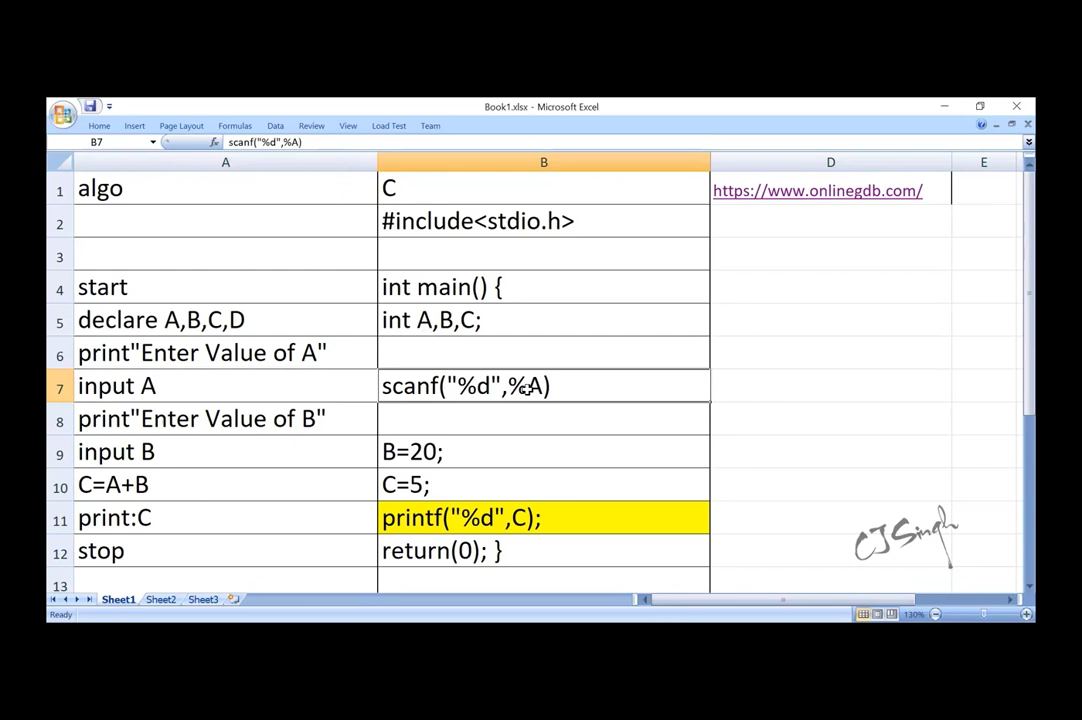 Book1.xlsx - Microsoft Excel
Home Insert Page Layout Formulas Data Review View Load Test Team
B7 fx scanf("%d",%A)
A B D E
1 algo C https://www.onlinegdb.com/
2 #include<stdio.h>
3
4 start int main() {
5 declare A,B,C,D int A,B,C;
6 print"Enter Value of A"
7 input A scanf("%d",%A)
8 print"Enter Value of B"
9 input B B=20;
10 C=A+B C=5;
11 print:C printf("%d",C);
12 stop return(0); }
13
CJSingh
Sheet1 Sheet2 Sheet3
Ready 130%